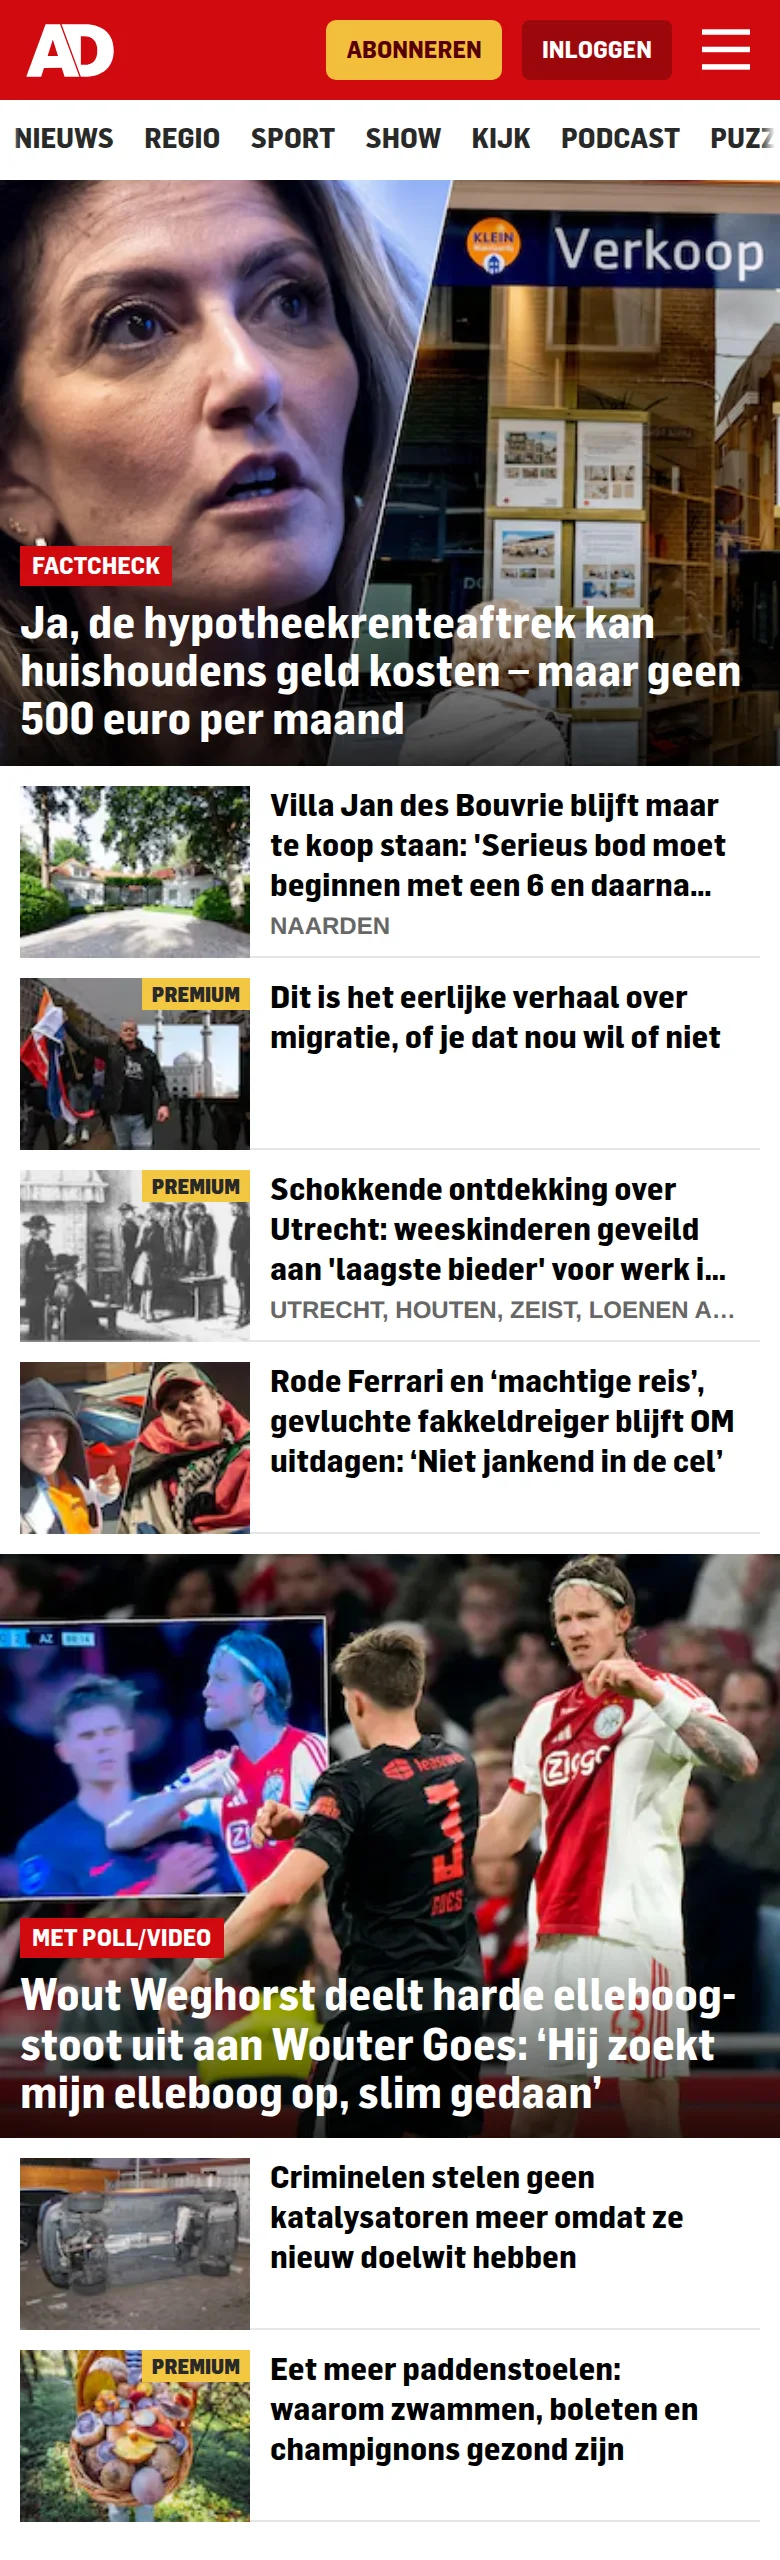 AD
ABONNEREN
INLOGGEN
NIEUWS REGIO SPORT SHOW KIJK PODCAST PUZZ
KLEIN
Verkoop
FACTCHECK
Ja, de hypotheekrenteaftrek kan
huishoudens geld kosten – maar geen
500 euro per maand
Villa Jan des Bouvrie blijft maar
te koop staan: 'Serieus bod moet
beginnen met een 6 en daarna...
NAARDEN
PREMIUM
Dit is het eerlijke verhaal over
migratie, of je dat nou wil of niet
PREMIUM
Schokkende ontdekking over
Utrecht: weeskinderen geveild
aan 'laagste bieder' voor werk i...
UTRECHT, HOUTEN, ZEIST, LOENEN A...
Rode Ferrari en ‘machtige reis’,
gevluchte fakkeldreiger blijft OM
uitdagen: ‘Niet jankend in de cel’
AZ
Ziggo
3
GOES
MET POLL/VIDEO
Wout Weghorst deelt harde elleboog-
stoot uit aan Wouter Goes: ‘Hij zoekt
mijn elleboog op, slim gedaan’
Criminelen stelen geen
katalysatoren meer omdat ze
nieuw doelwit hebben
PREMIUM
Eet meer paddenstoelen:
waarom zwammen, boleten en
champignons gezond zijn